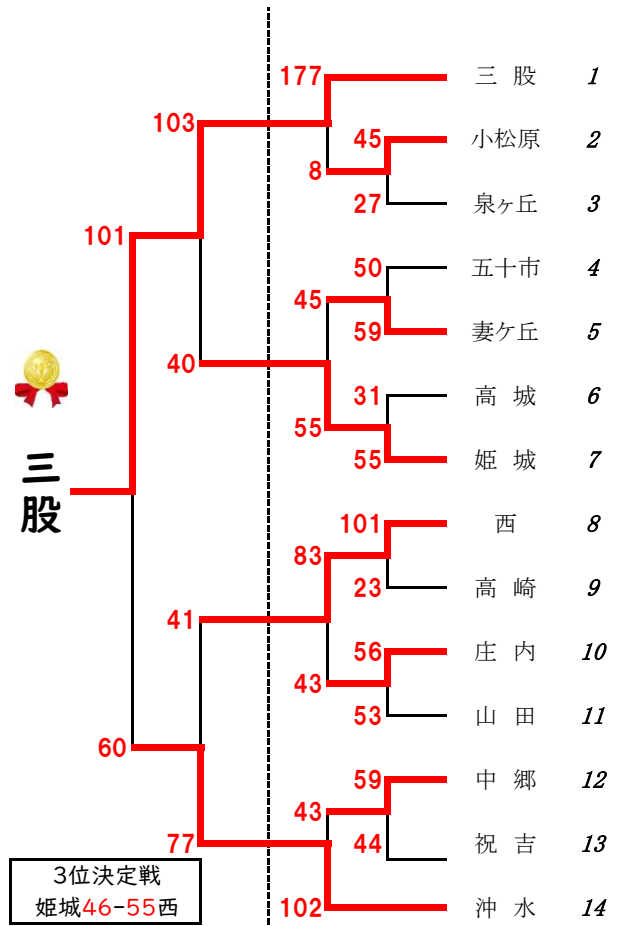 177 三股 1
103
45 小松原 2
8
27 泉ヶ丘 3
101
50 五十市 4
45
59 妻ケ丘 5
40
31 高城 6
55
55 姫城 7
三股
101 西 8
83
23 高崎 9
41
56 庄内 10
43
53 山田 11
60
59 中郷 12
43
77
44 祝吉 13
102 沖水 14
3位決定戦
姫城46-55西